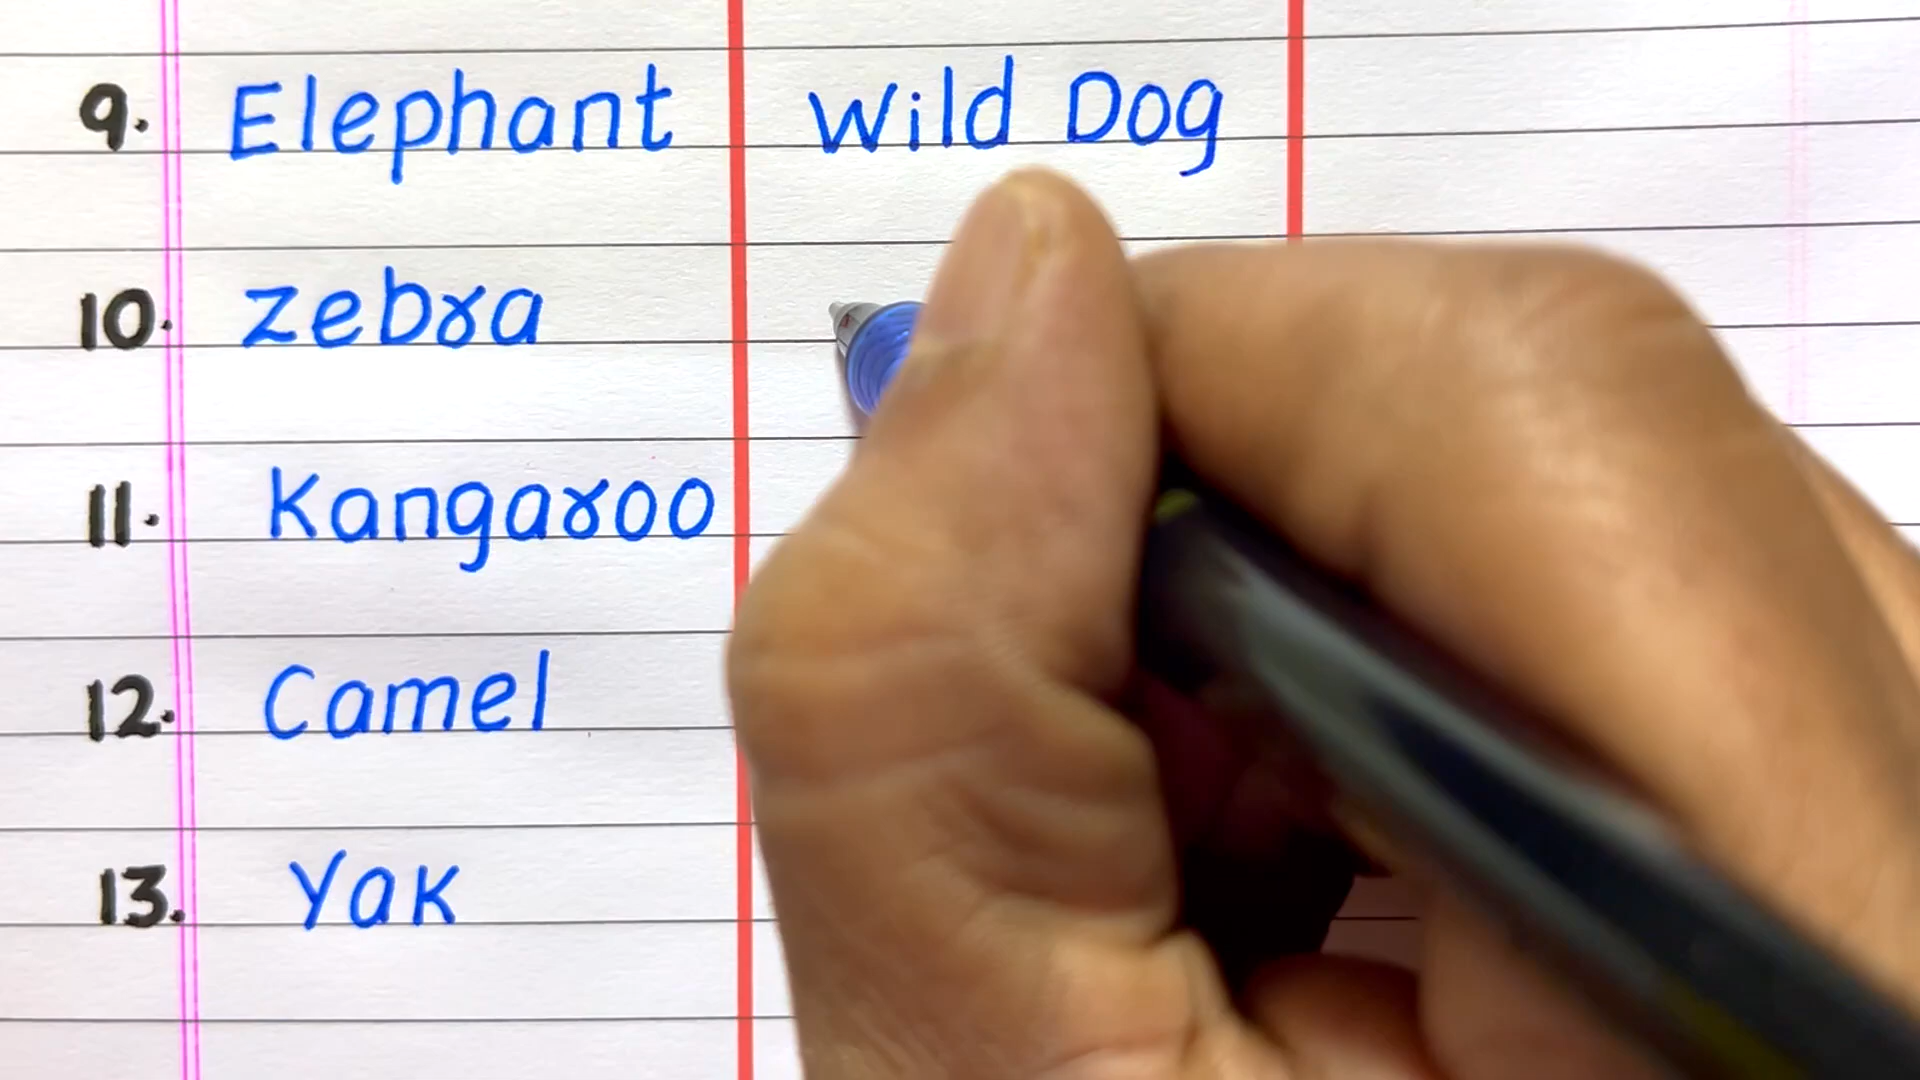 9. Elephant Wild Dog
10. zebra
11. Kangaroo
12. Camel
13. Yak